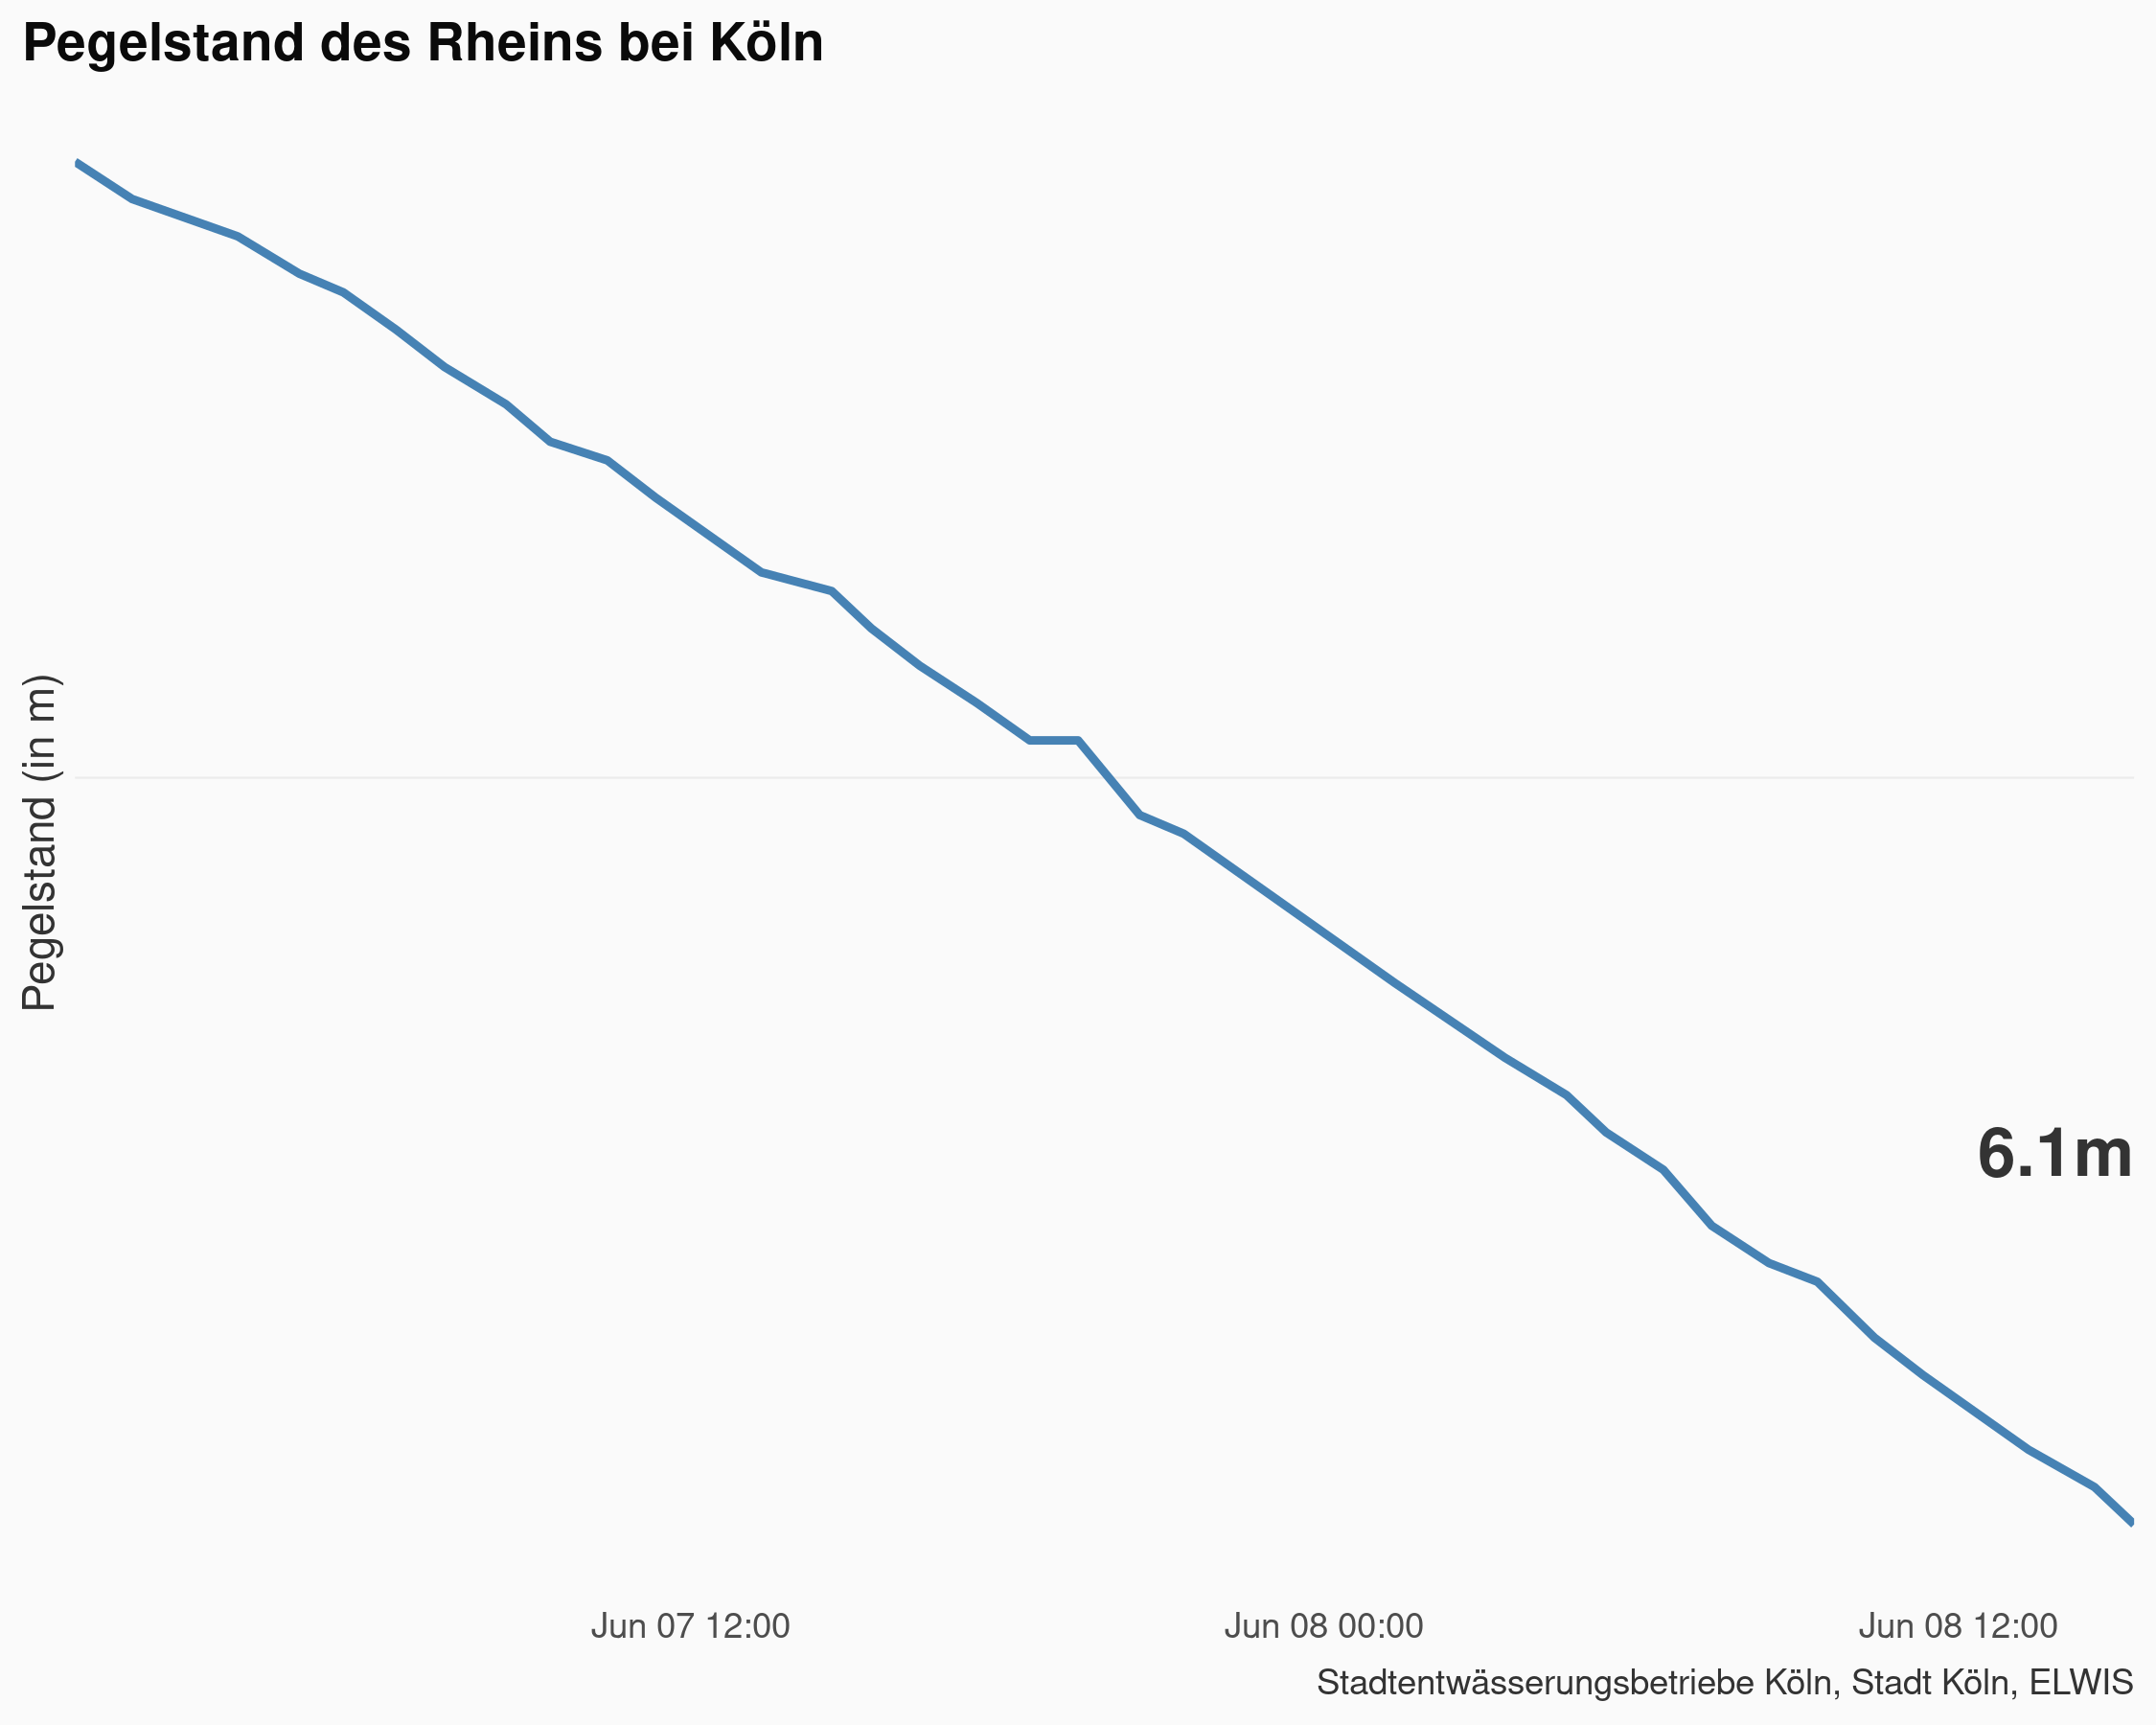 Pegelstand des Rheins bei Köln
Pegelstand (in m)
6.1m
Jun 07 12:00
Jun 08 00:00
Jun 08 12:00
Stadtentwässerungsbetriebe Köln, Stadt Köln, ELWIS